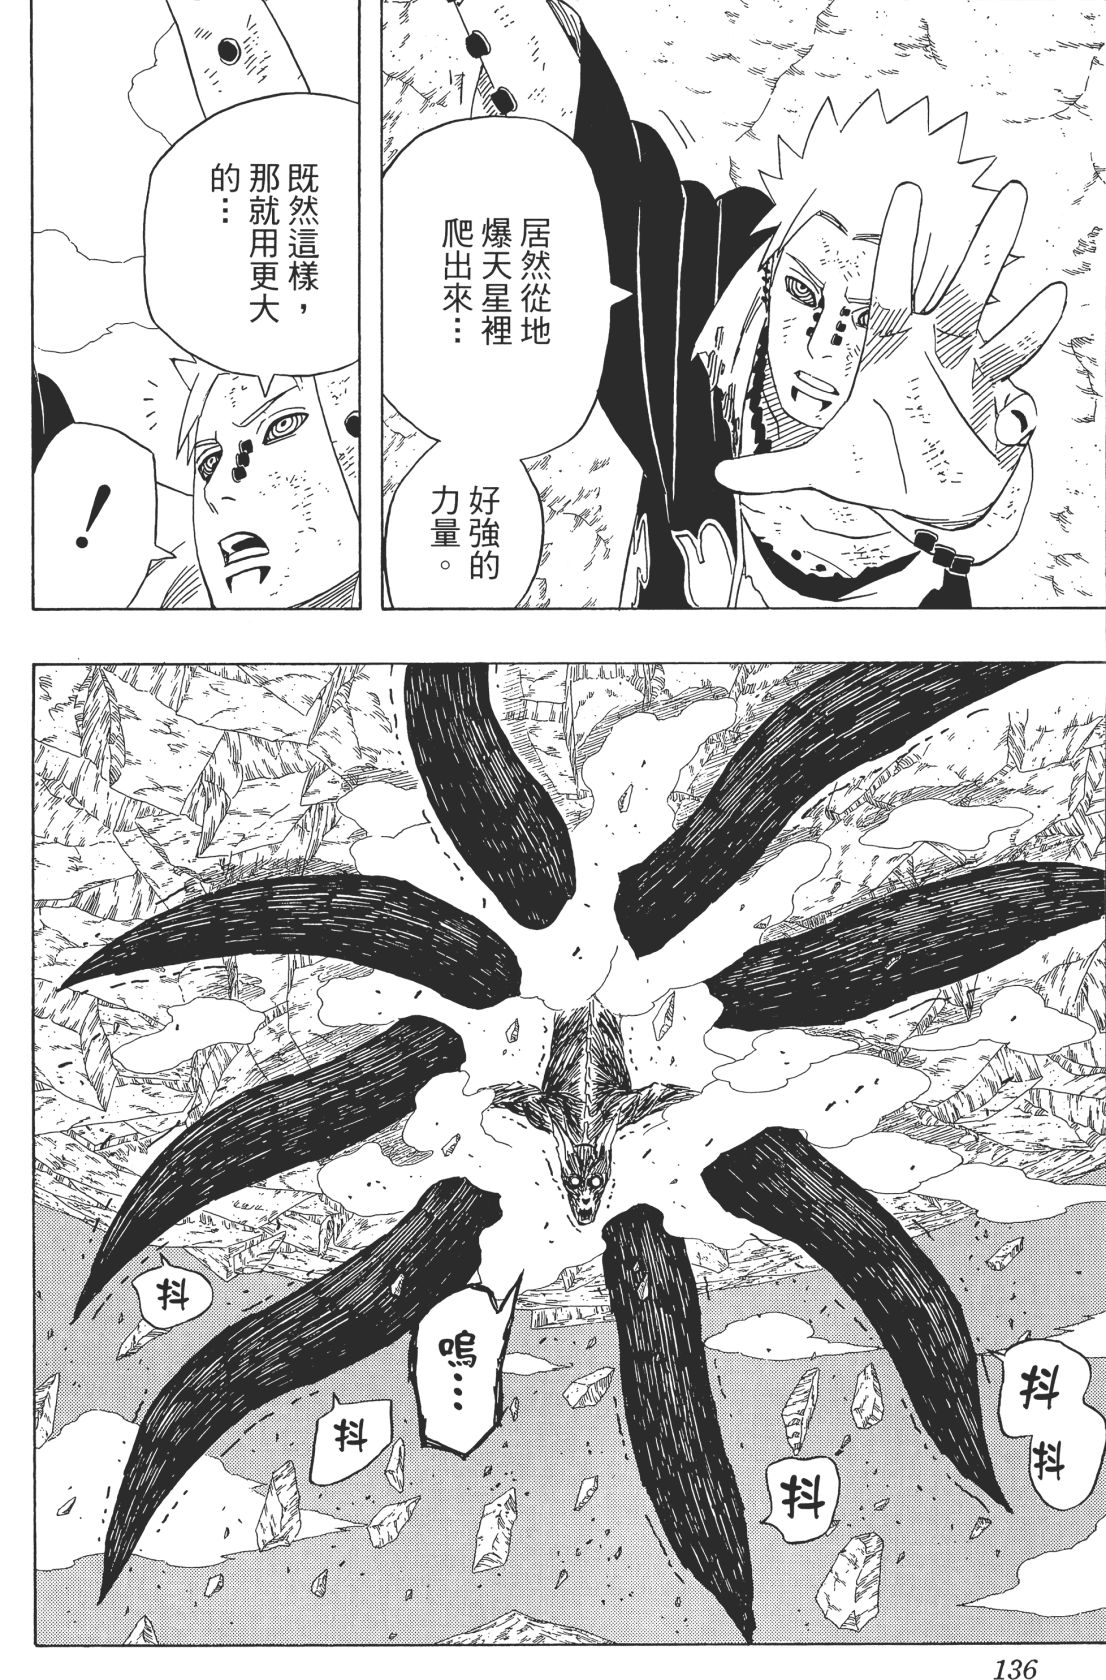 居然從地
爆天星裡
爬出來…
好強的
力量。
既然這樣，
那就用更大
的…
！
抖
抖
抖
嗚…
抖
抖
136